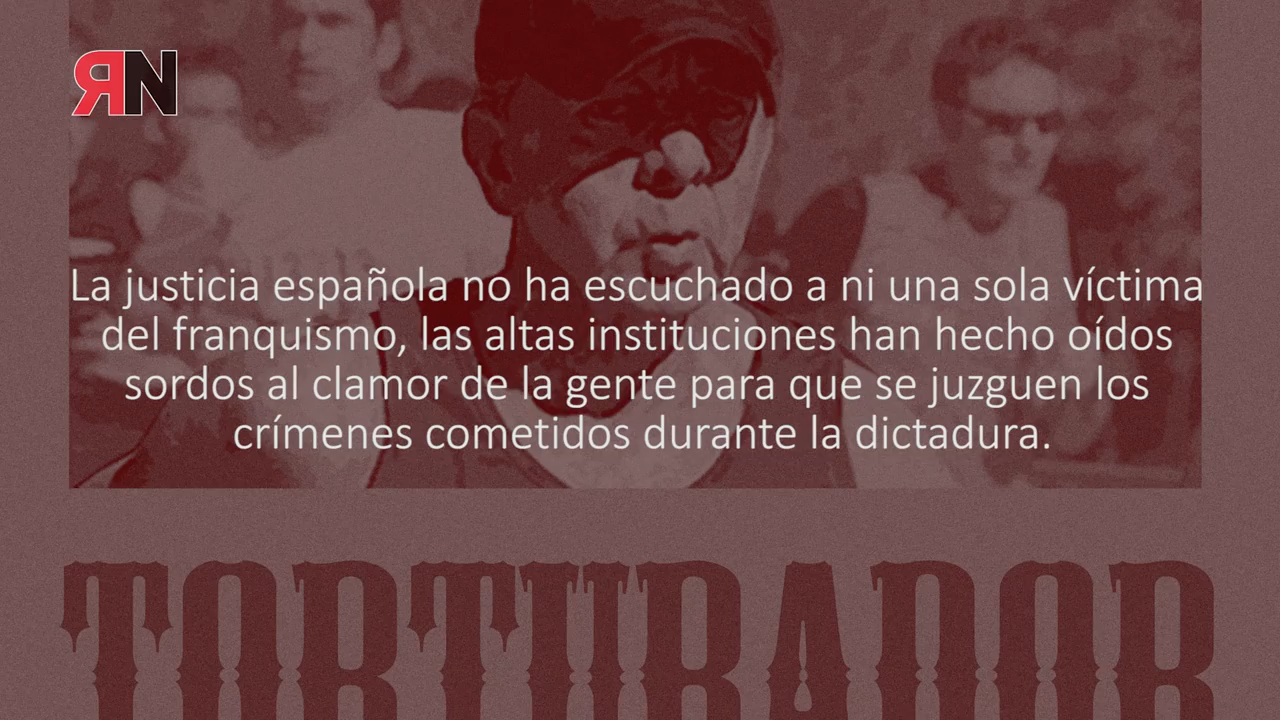 ЯN
La justicia española no ha escuchado a ni una sola víctima
del franquismo, las altas instituciones han hecho oídos
sordos al clamor de la gente para que se juzguen los
crímenes cometidos durante la dictadura.
TORTURADOR